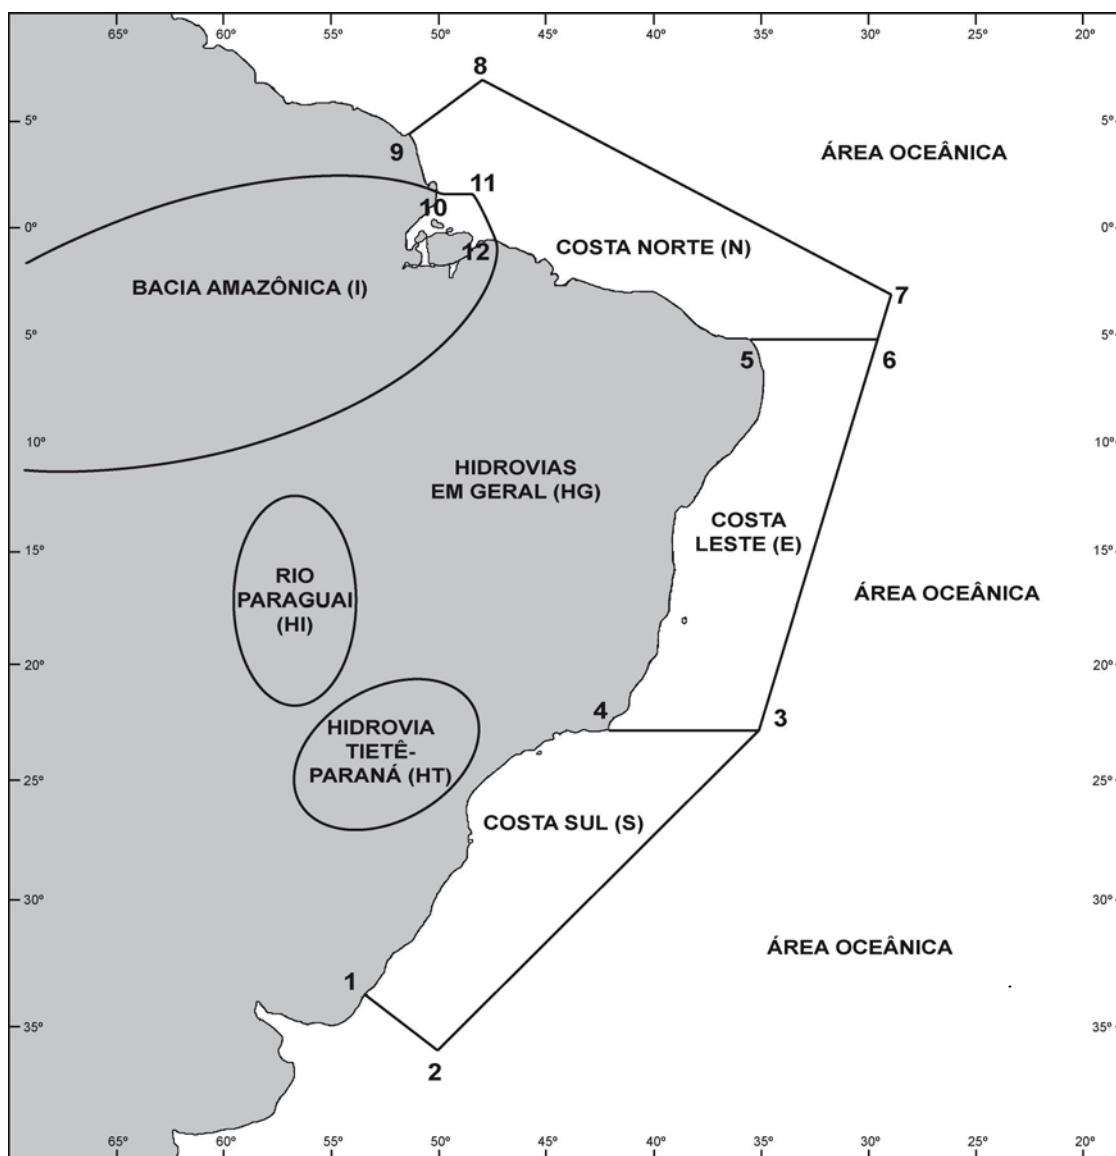 65º 60º 55º 50º 45º 40º 35º 30º 25º 20º
8
5º 5º
9
ÁREA OCEÂNICA
11
10
0º 0º
12
COSTA NORTE (N)
BACIA AMAZÔNICA (I)
7
5º 5º
5
6
10º 10º
HIDROVIAS
EM GERAL (HG)
COSTA
LESTE (E)
15º 15º
RIO
PARAGUAI
(HI)
ÁREA OCEÂNICA
20º 20º
4
3
HIDROVIA
TIETÊ-
PARANÁ (HT)
25º 25º
COSTA SUL (S)
30º 30º
ÁREA OCEÂNICA
1
35º 35º
2
65º 60º 55º 50º 45º 40º 35º 30º 25º 20º